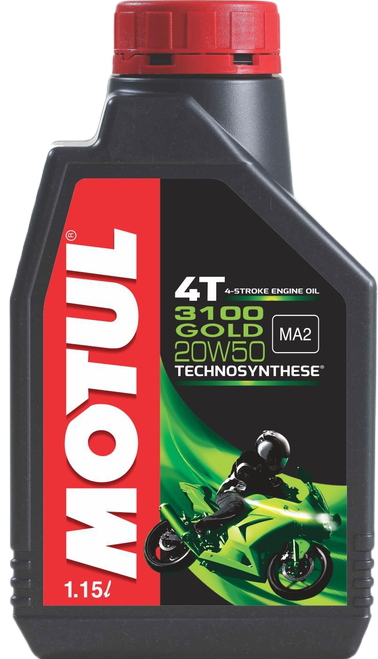 MOTUL®
4T 4-STROKE ENGINE OIL
3100
GOLD
20W50
MA2
TECHNOSYNTHESE®
1.15l